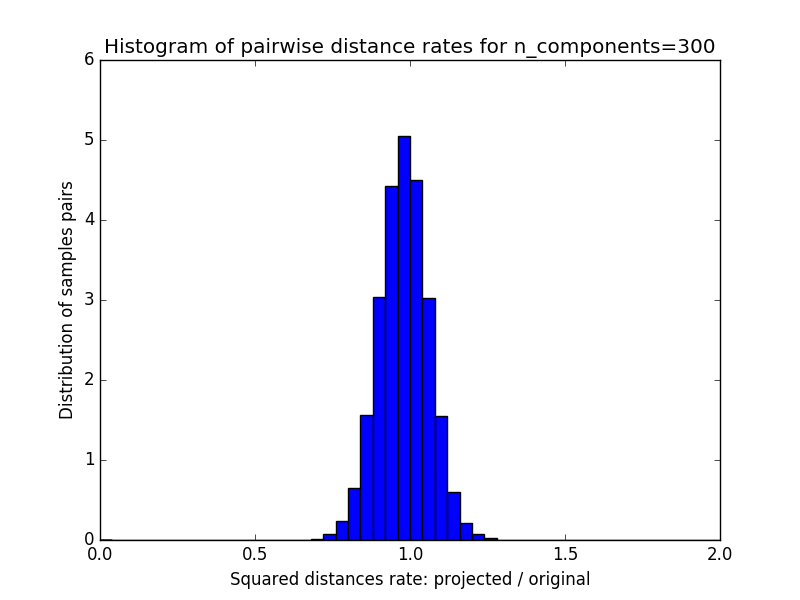 Histogram of pairwise distance rates for n_components=300
6
5
4
3
2
1
0
Distribution of samples pairs
0.0 0.5 1.0 1.5 2.0
Squared distances rate: projected / original